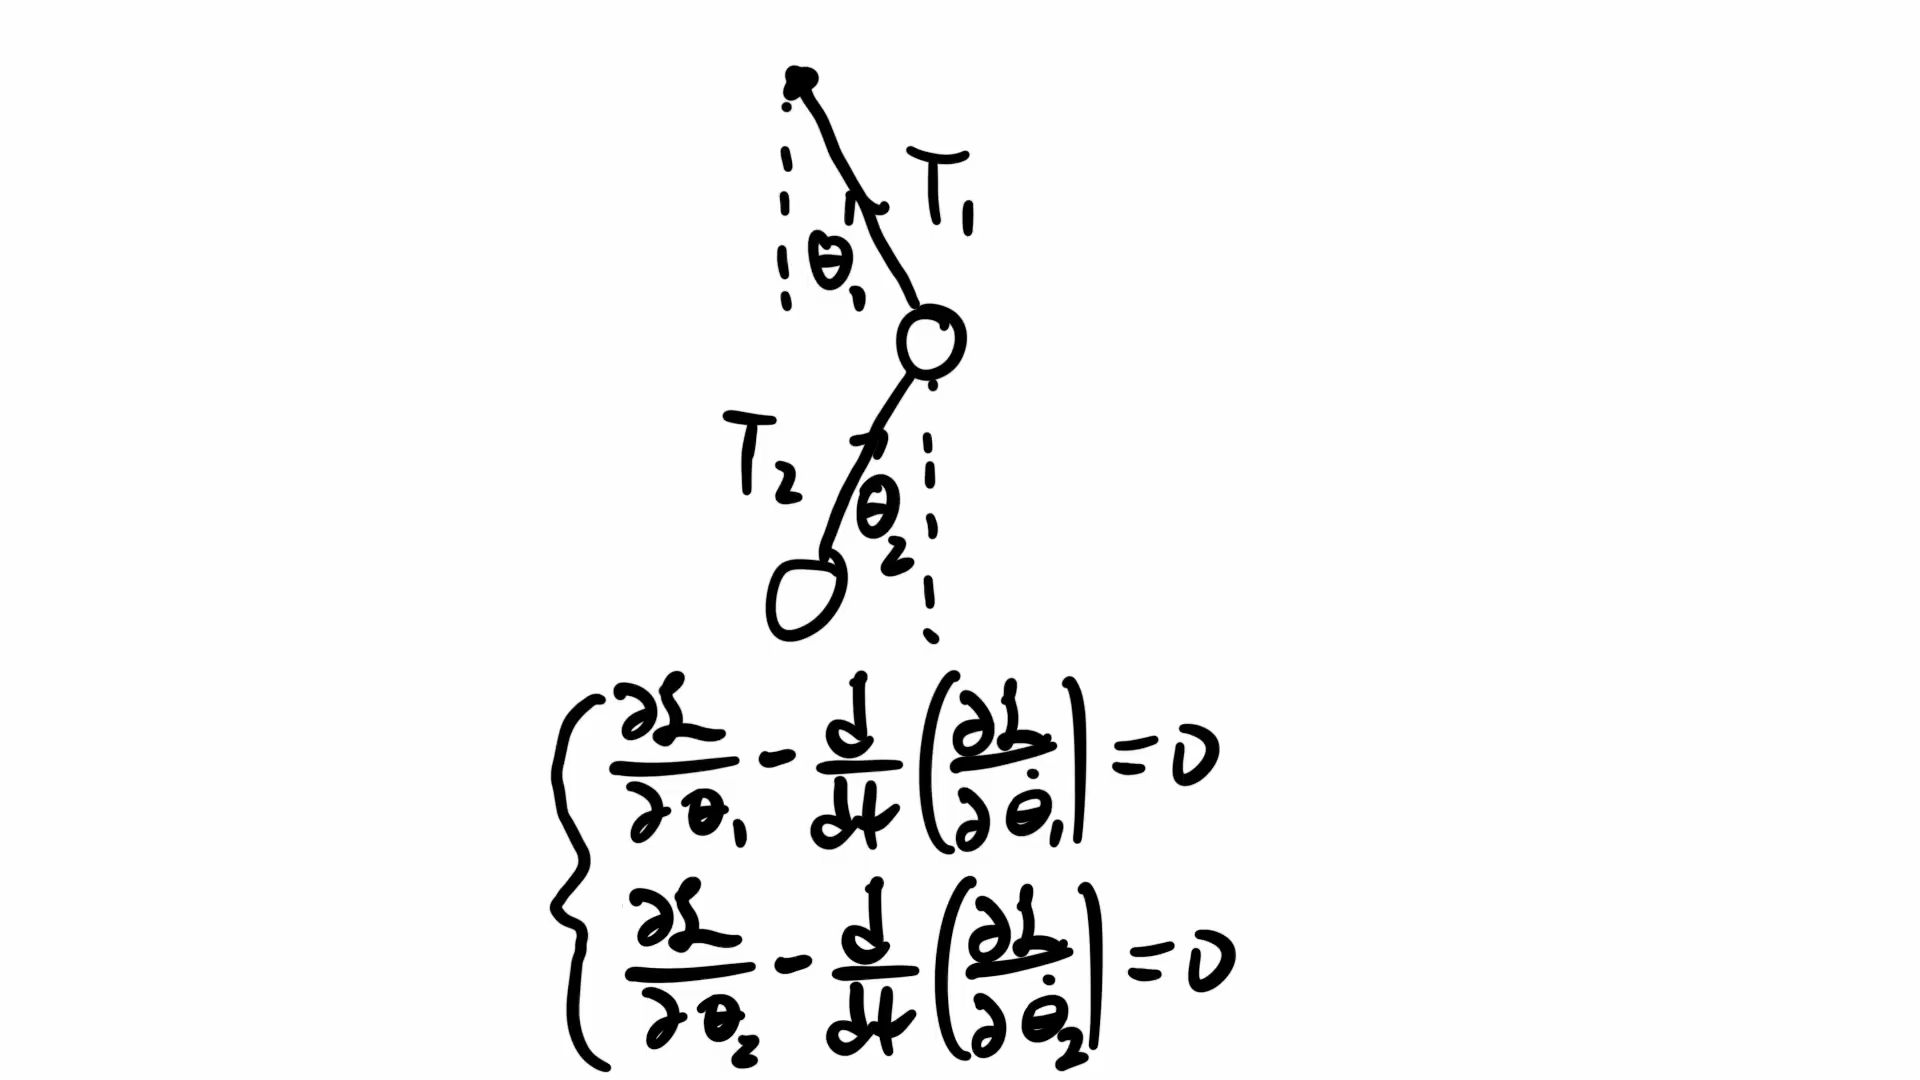 T₁
θ₁
T₂
θ₂
∂L/∂θ₁ - d/dt (∂L/∂θ̇₁) = 0
∂L/∂θ₂ - d/dt (∂L/∂θ̇₂) = 0